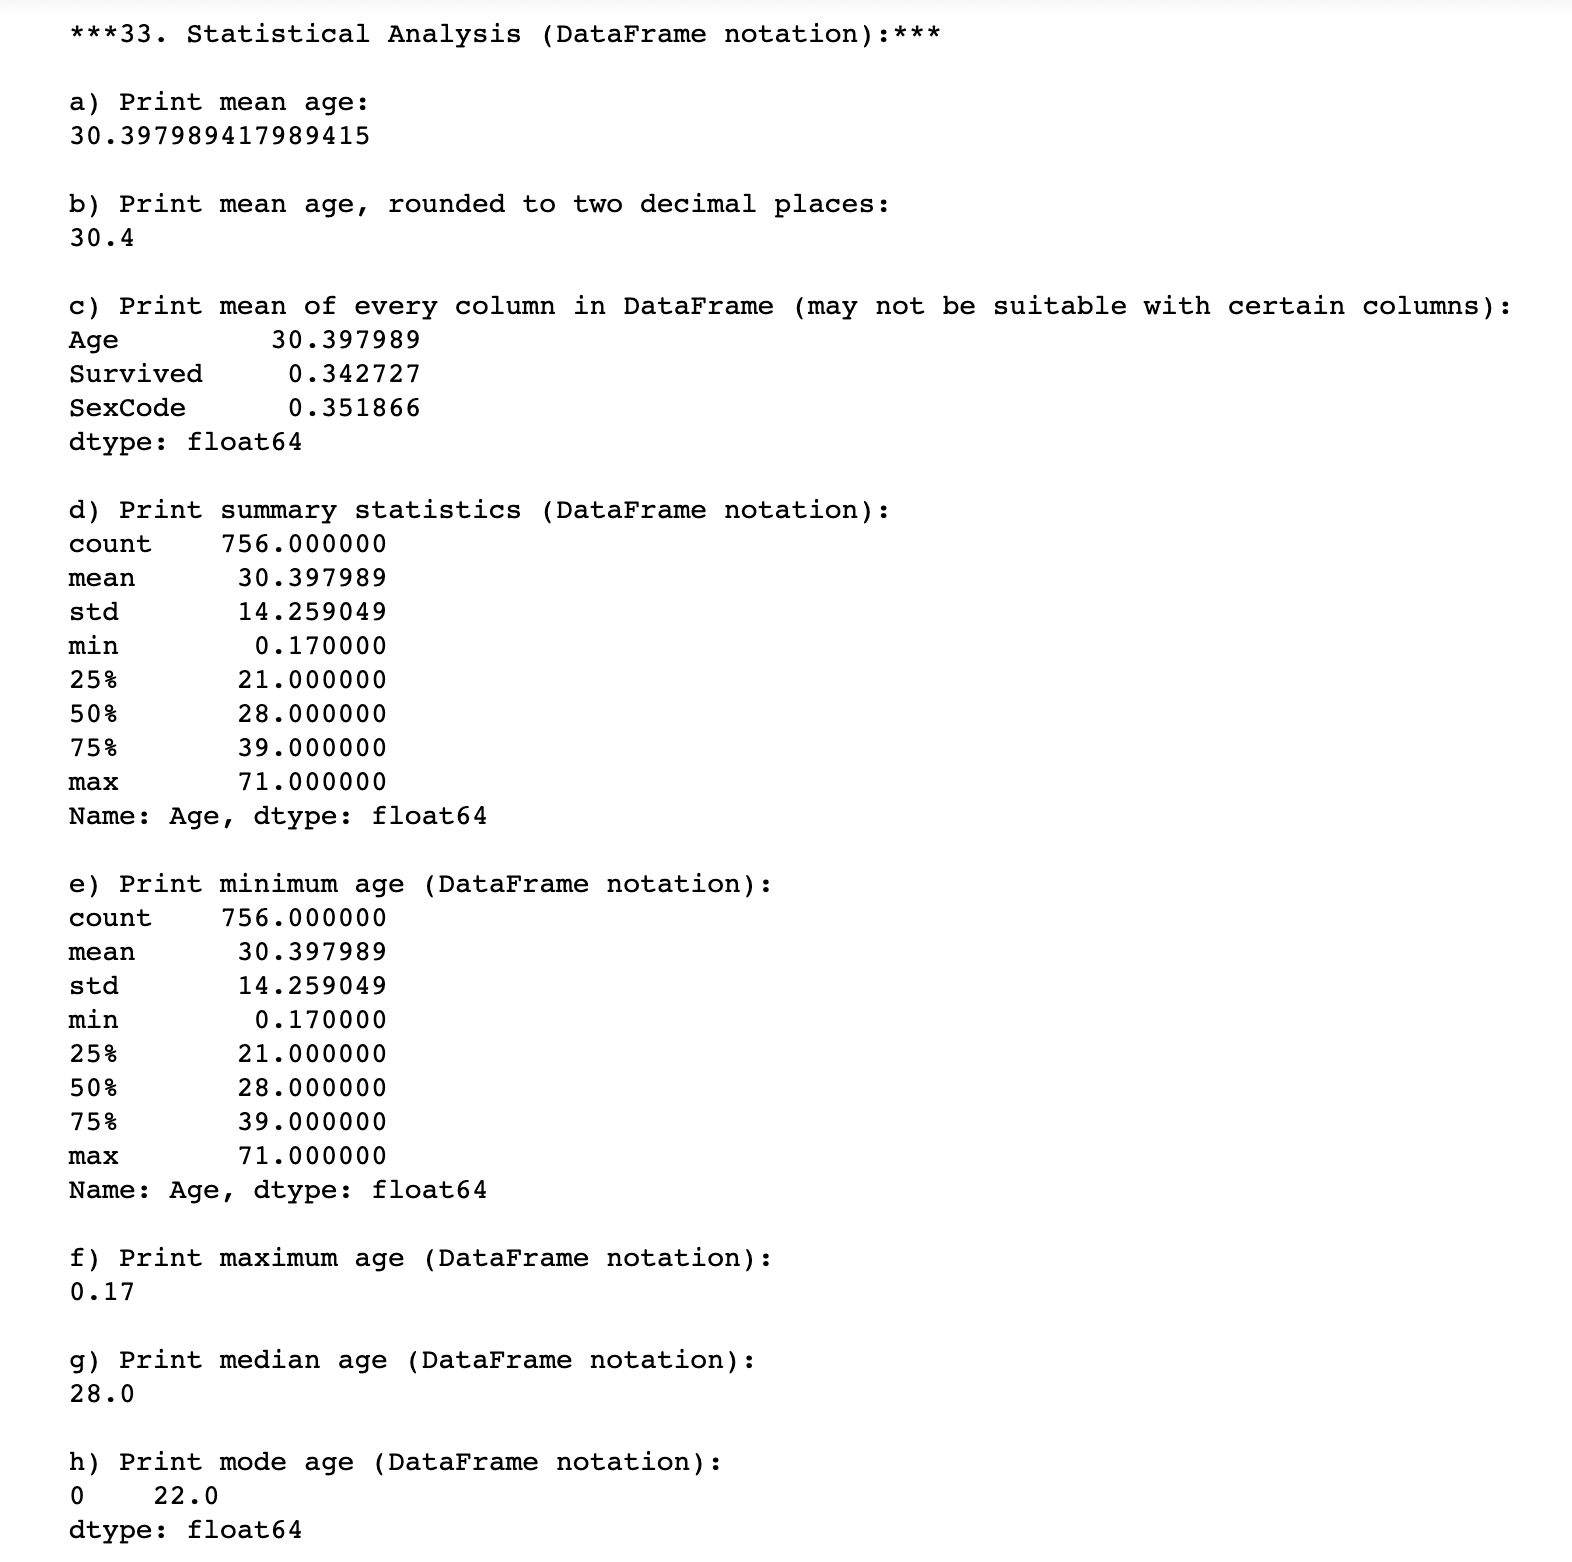 ***33. Statistical Analysis (DataFrame notation):***
a) Print mean age:
30.397989417989415
b) Print mean age, rounded to two decimal places:
30.4
c) Print mean of every column in DataFrame (may not be suitable with certain columns):
Age         30.397989
Survived     0.342727
SexCode      0.351866
dtype: float64
d) Print summary statistics (DataFrame notation):
count    756.000000
mean      30.397989
std       14.259049
min        0.170000
25%       21.000000
50%       28.000000
75%       39.000000
max       71.000000
Name: Age, dtype: float64
e) Print minimum age (DataFrame notation):
count    756.000000
mean      30.397989
std       14.259049
min        0.170000
25%       21.000000
50%       28.000000
75%       39.000000
max       71.000000
Name: Age, dtype: float64
f) Print maximum age (DataFrame notation):
0.17
g) Print median age (DataFrame notation):
28.0
h) Print mode age (DataFrame notation):
0    22.0
dtype: float64